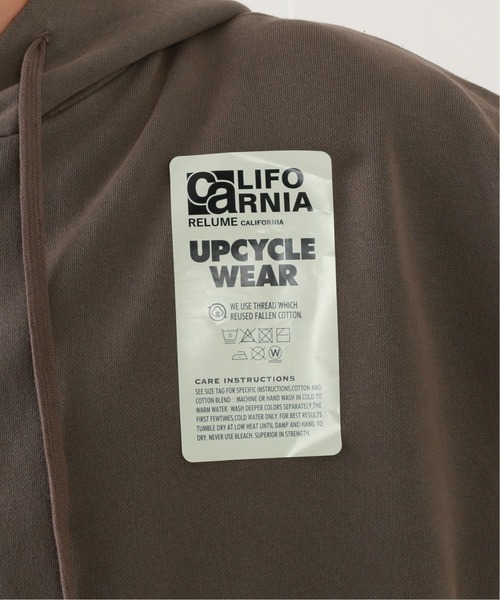 CALIFO
RNIA
RELUME CALIFORNIA
UPCYCLE
WEAR
WE USE THREAD WHICH
REUSED FALLEN COTTON.
W
CARE INSTRUCTIONS
SEE SIZE TAG FOR SPECIFIC INSTRUCTIONS,COTTON AND
COTTON BLEND : MACHINE OR HAND WASH IN COLD TO
WARM WATER. WASH DEEPER COLORS SEPARATELY,THE
FIRST FEWTIMES,COLD WATER ONLY. FOR BEST RESULTS
TUMBLE DRY AT LOW HEAT UNTIL DAMP AND HANG TO
DRY. NEVER USE BLEACH. SUPERIOR IN STRENGTH.